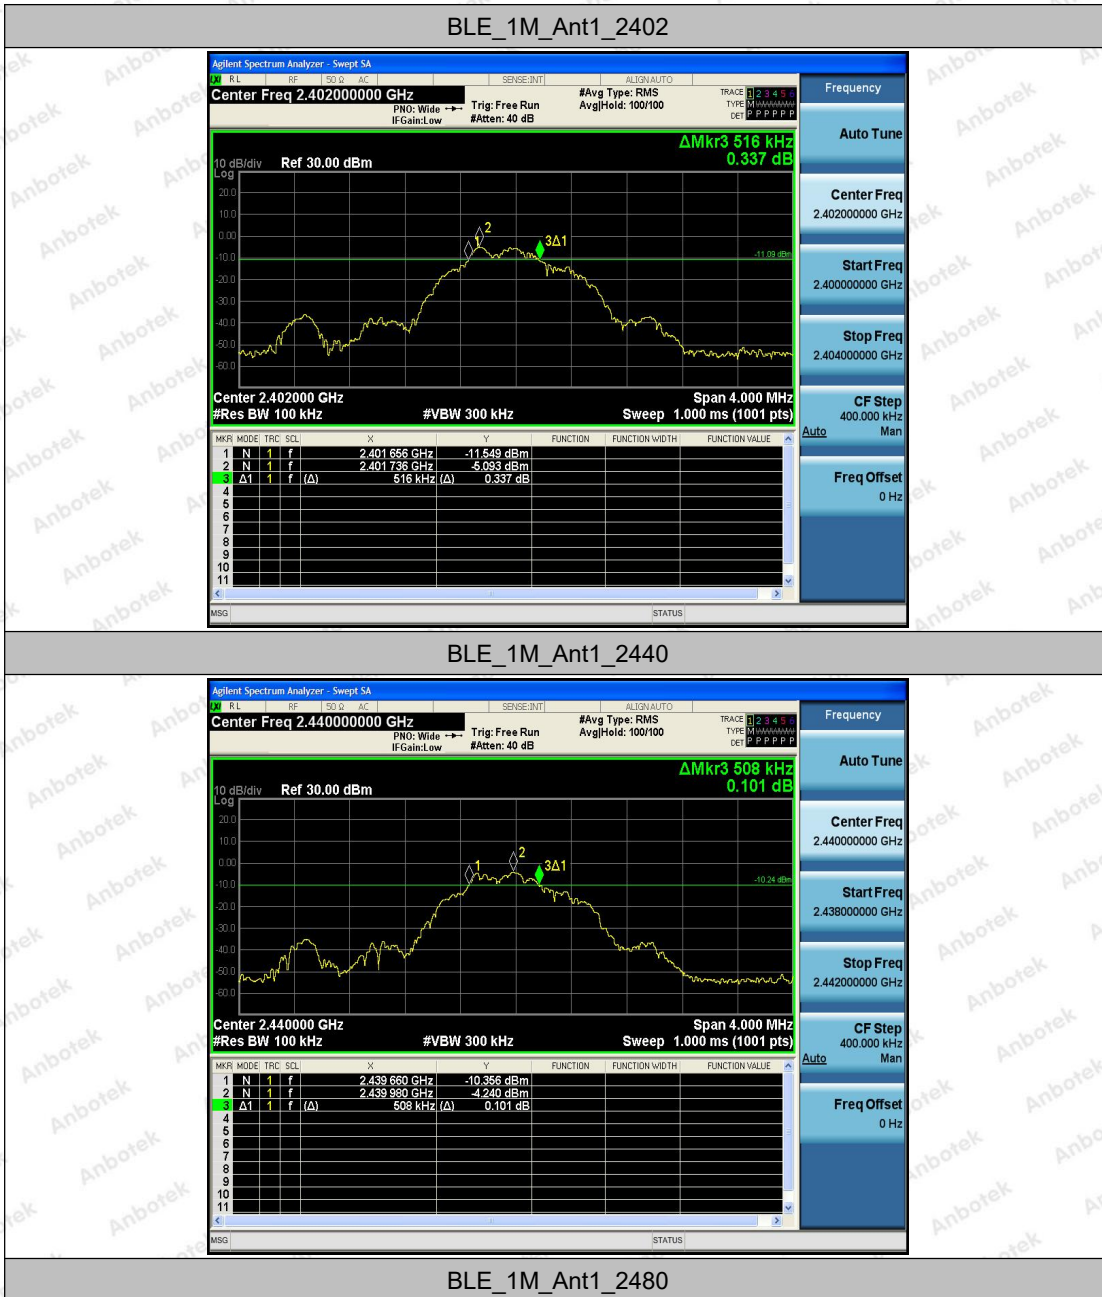 BLE_1M_Ant1_2402
Agilent Spectrum Analyzer - Swept SA
LXI RL RF 50 Ω AC SENSE:INT ALIGNAUTO
Center Freq 2.402000000 GHz
PNO: Wide
IFGain:Low
Trig: Free Run
#Atten: 40 dB
#Avg Type: RMS
Avg|Hold: 100/100
TRACE 1 2 3 4 5 6
TYPE M
DET P P P P P P
ΔMkr3 516 kHz
0.337 dB
10 dB/div Ref 30.00 dBm
Log
20.0
10.0
0.00
-10.0
-20.0
-30.0
-40.0
-50.0
-60.0
1
2
3Δ1
-11.09 dBm
Center 2.402000 GHz Span 4.000 MHz
#Res BW 100 kHz #VBW 300 kHz Sweep 1.000 ms (1001 pts)
MKR MODE TRC SCL X Y FUNCTION FUNCTION WIDTH FUNCTION VALUE
1 N 1 f 2.401 656 GHz -11.549 dBm
2 N 1 f 2.401 736 GHz -5.093 dBm
3 Δ1 1 f (Δ) 516 kHz (Δ) 0.337 dB
4
5
6
7
8
9
10
11
MSG STATUS
Frequency
Auto Tune
Center Freq
2.402000000 GHz
Start Freq
2.400000000 GHz
Stop Freq
2.404000000 GHz
CF Step
400.000 kHz
Auto Man
Freq Offset
0 Hz
BLE_1M_Ant1_2440
Agilent Spectrum Analyzer - Swept SA
LXI RL RF 50 Ω AC SENSE:INT ALIGNAUTO
Center Freq 2.440000000 GHz
PNO: Wide
IFGain:Low
Trig: Free Run
#Atten: 40 dB
#Avg Type: RMS
Avg|Hold: 100/100
TRACE 1 2 3 4 5 6
TYPE M
DET P P P P P P
ΔMkr3 508 kHz
0.101 dB
10 dB/div Ref 30.00 dBm
Log
20.0
10.0
0.00
-10.0
-20.0
-30.0
-40.0
-50.0
-60.0
1
2
3Δ1
-10.24 dBm
Center 2.440000 GHz Span 4.000 MHz
#Res BW 100 kHz #VBW 300 kHz Sweep 1.000 ms (1001 pts)
MKR MODE TRC SCL X Y FUNCTION FUNCTION WIDTH FUNCTION VALUE
1 N 1 f 2.439 660 GHz -10.356 dBm
2 N 1 f 2.439 980 GHz -4.240 dBm
3 Δ1 1 f (Δ) 508 kHz (Δ) 0.101 dB
4
5
6
7
8
9
10
11
MSG STATUS
Frequency
Auto Tune
Center Freq
2.440000000 GHz
Start Freq
2.438000000 GHz
Stop Freq
2.442000000 GHz
CF Step
400.000 kHz
Auto Man
Freq Offset
0 Hz
BLE_1M_Ant1_2480